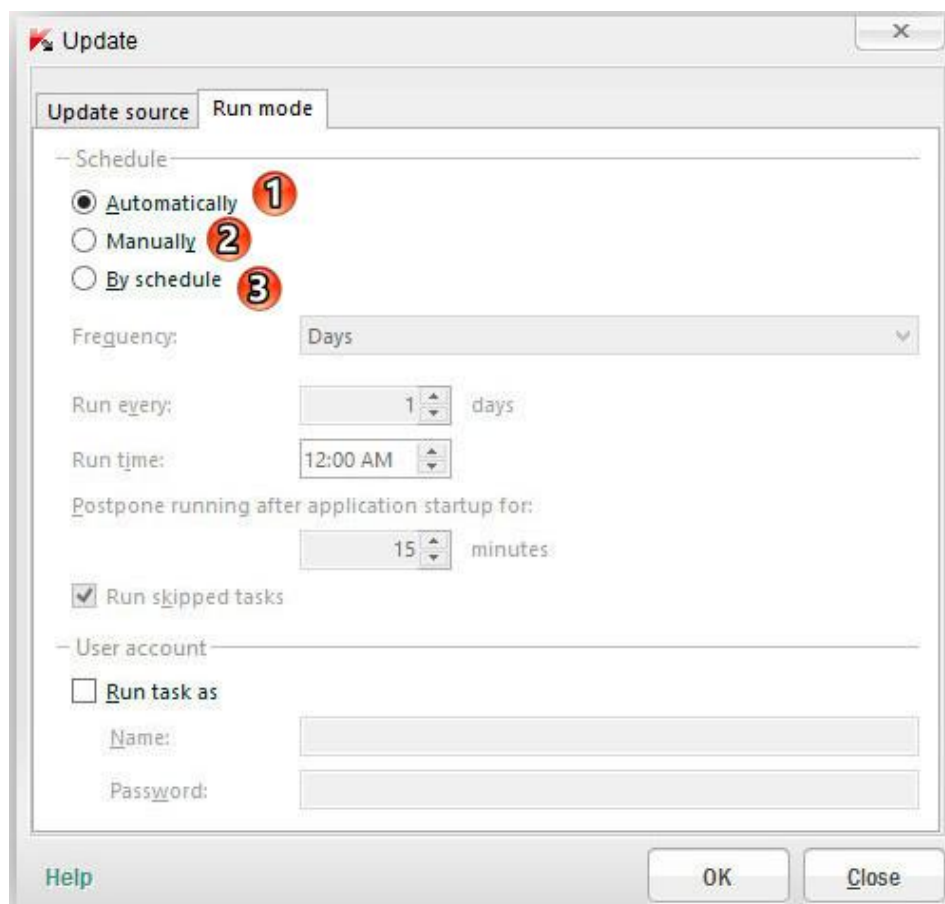 Update
Update source Run mode
Schedule
Automatically 1
Manually 2
By schedule 3
Frequency: Days
Run every: 1 days
Run time: 12:00 AM
Postpone running after application startup for:
15 minutes
Run skipped tasks
User account
Run task as
Name:
Password:
Help OK Close